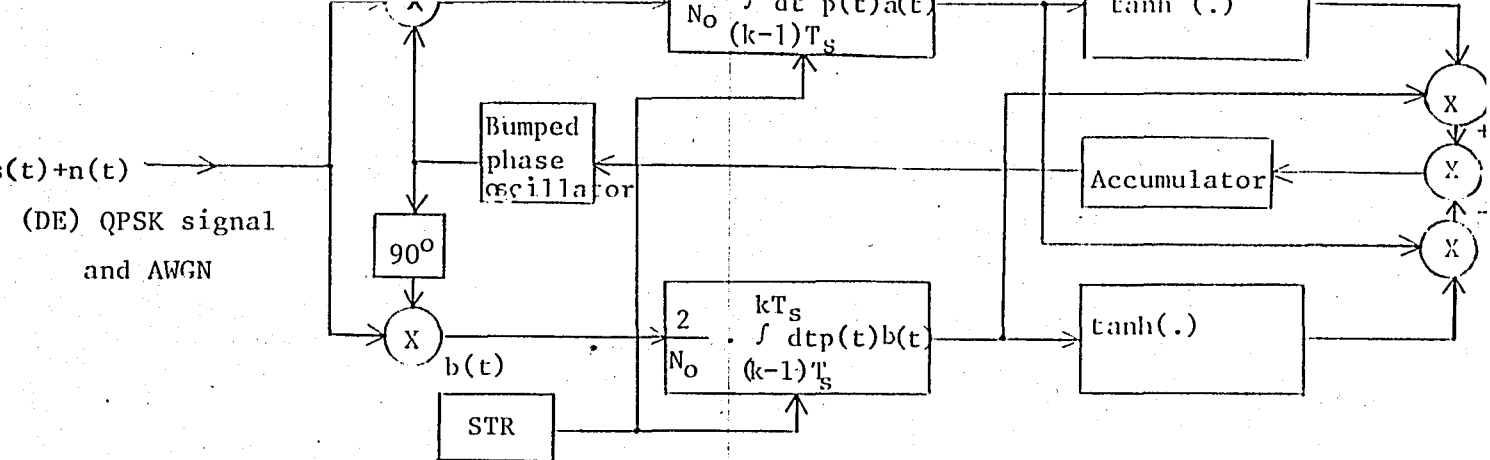 X
N₀ ∫ dt p(t)a(t)
(k-1)Tₛ
tanh (.)
X
+
Bumped
phase
oscillator
s(t)+n(t)
(DE) QPSK signal
and AWGN
Accumulator
X
-
X
90⁰
kTₛ
2
. ∫ dtp(t)b(t)
N₀
(k-1)Tₛ
tanh(.)
X
b(t)
STR